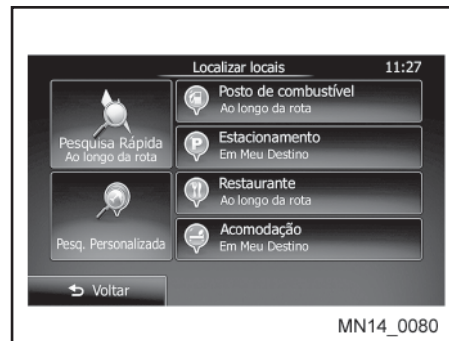 Localizar locais 11:27
Pesquisa Rápida
Ao longo da rota
Posto de combustível
Ao longo da rota
Estacionamento
Em Meu Destino
Pesq. Personalizada
Restaurante
Ao longo da rota
Acomodação
Em Meu Destino
Voltar
MN14_0080